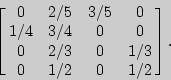 0 2/5 3/5 0
1/4 3/4 0 0
0 2/3 0 1/3
0 1/2 0 1/2 .